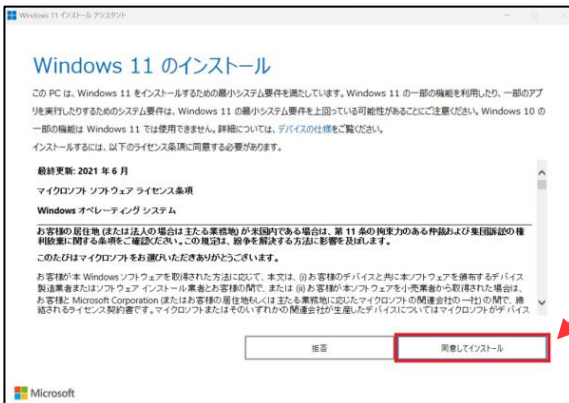 Windows 11 インストール アシスタント
Windows 11 のインストール
この PC は、Windows 11 をインストールするための最小システム要件を満たしています。Windows 11 の一部の機能を利用したり、一部のアプ
リを実行したりするためのシステム要件は、Windows 11 の最小システム要件を上回っている可能性があることにご注意ください。Windows 10 の
一部の機能は Windows 11 では使用できません。詳細については、デバイスの仕様をご覧ください。
インストールするには、以下のライセンス条項に同意する必要があります。
最終更新: 2021 年 6 月
マイクロソフト ソフトウェア ライセンス条項
Windows オペレーティング システム
お客様の居住地 (または法人の場合は主たる業務地) が米国内である場合は、第 11 条の拘束力のある仲裁および集団訴訟の権
利放棄に関する条項をご確認ください。この規定は、紛争を解決する方法に影響を及ぼします。
このたびはマイクロソフトをお選びいただきありがとうございます。
お客様が本 Windows ソフトウェアを取得された方法に応じて、本文は、(i) お客様のデバイスと共に本ソフトウェアを頒布するデバイス
製造業者またはソフトウェア インストール業者とお客様の間で、または (ii) お客様が本ソフトウェアを小売業者から取得された場合は、
お客様と Microsoft Corporation (またはお客様の居住地もしくは主たる業務地に応じたマイクロソフトの関連会社の一社) の間で、締
結されるライセンス契約書です。マイクロソフトまたはそのいずれかの関連会社が生産したデバイスについてはマイクロソフトがデバイス
拒否
同意してインストール
Microsoft